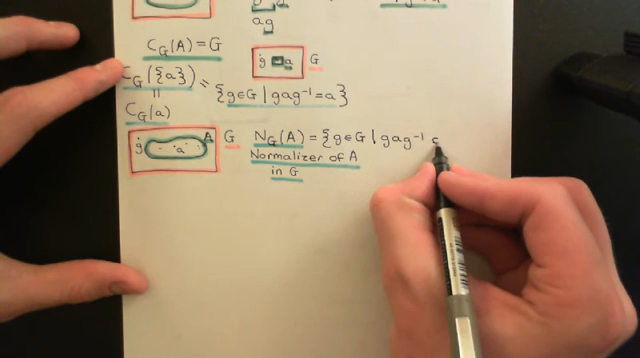 ag
C_G(A) = G
g a G
C_G({a}) = {g∈G | gag⁻¹ = a}
||
C_G(a)
g a A G N_G(A) = {g∈G | gag⁻¹
Normalizer of A
in G